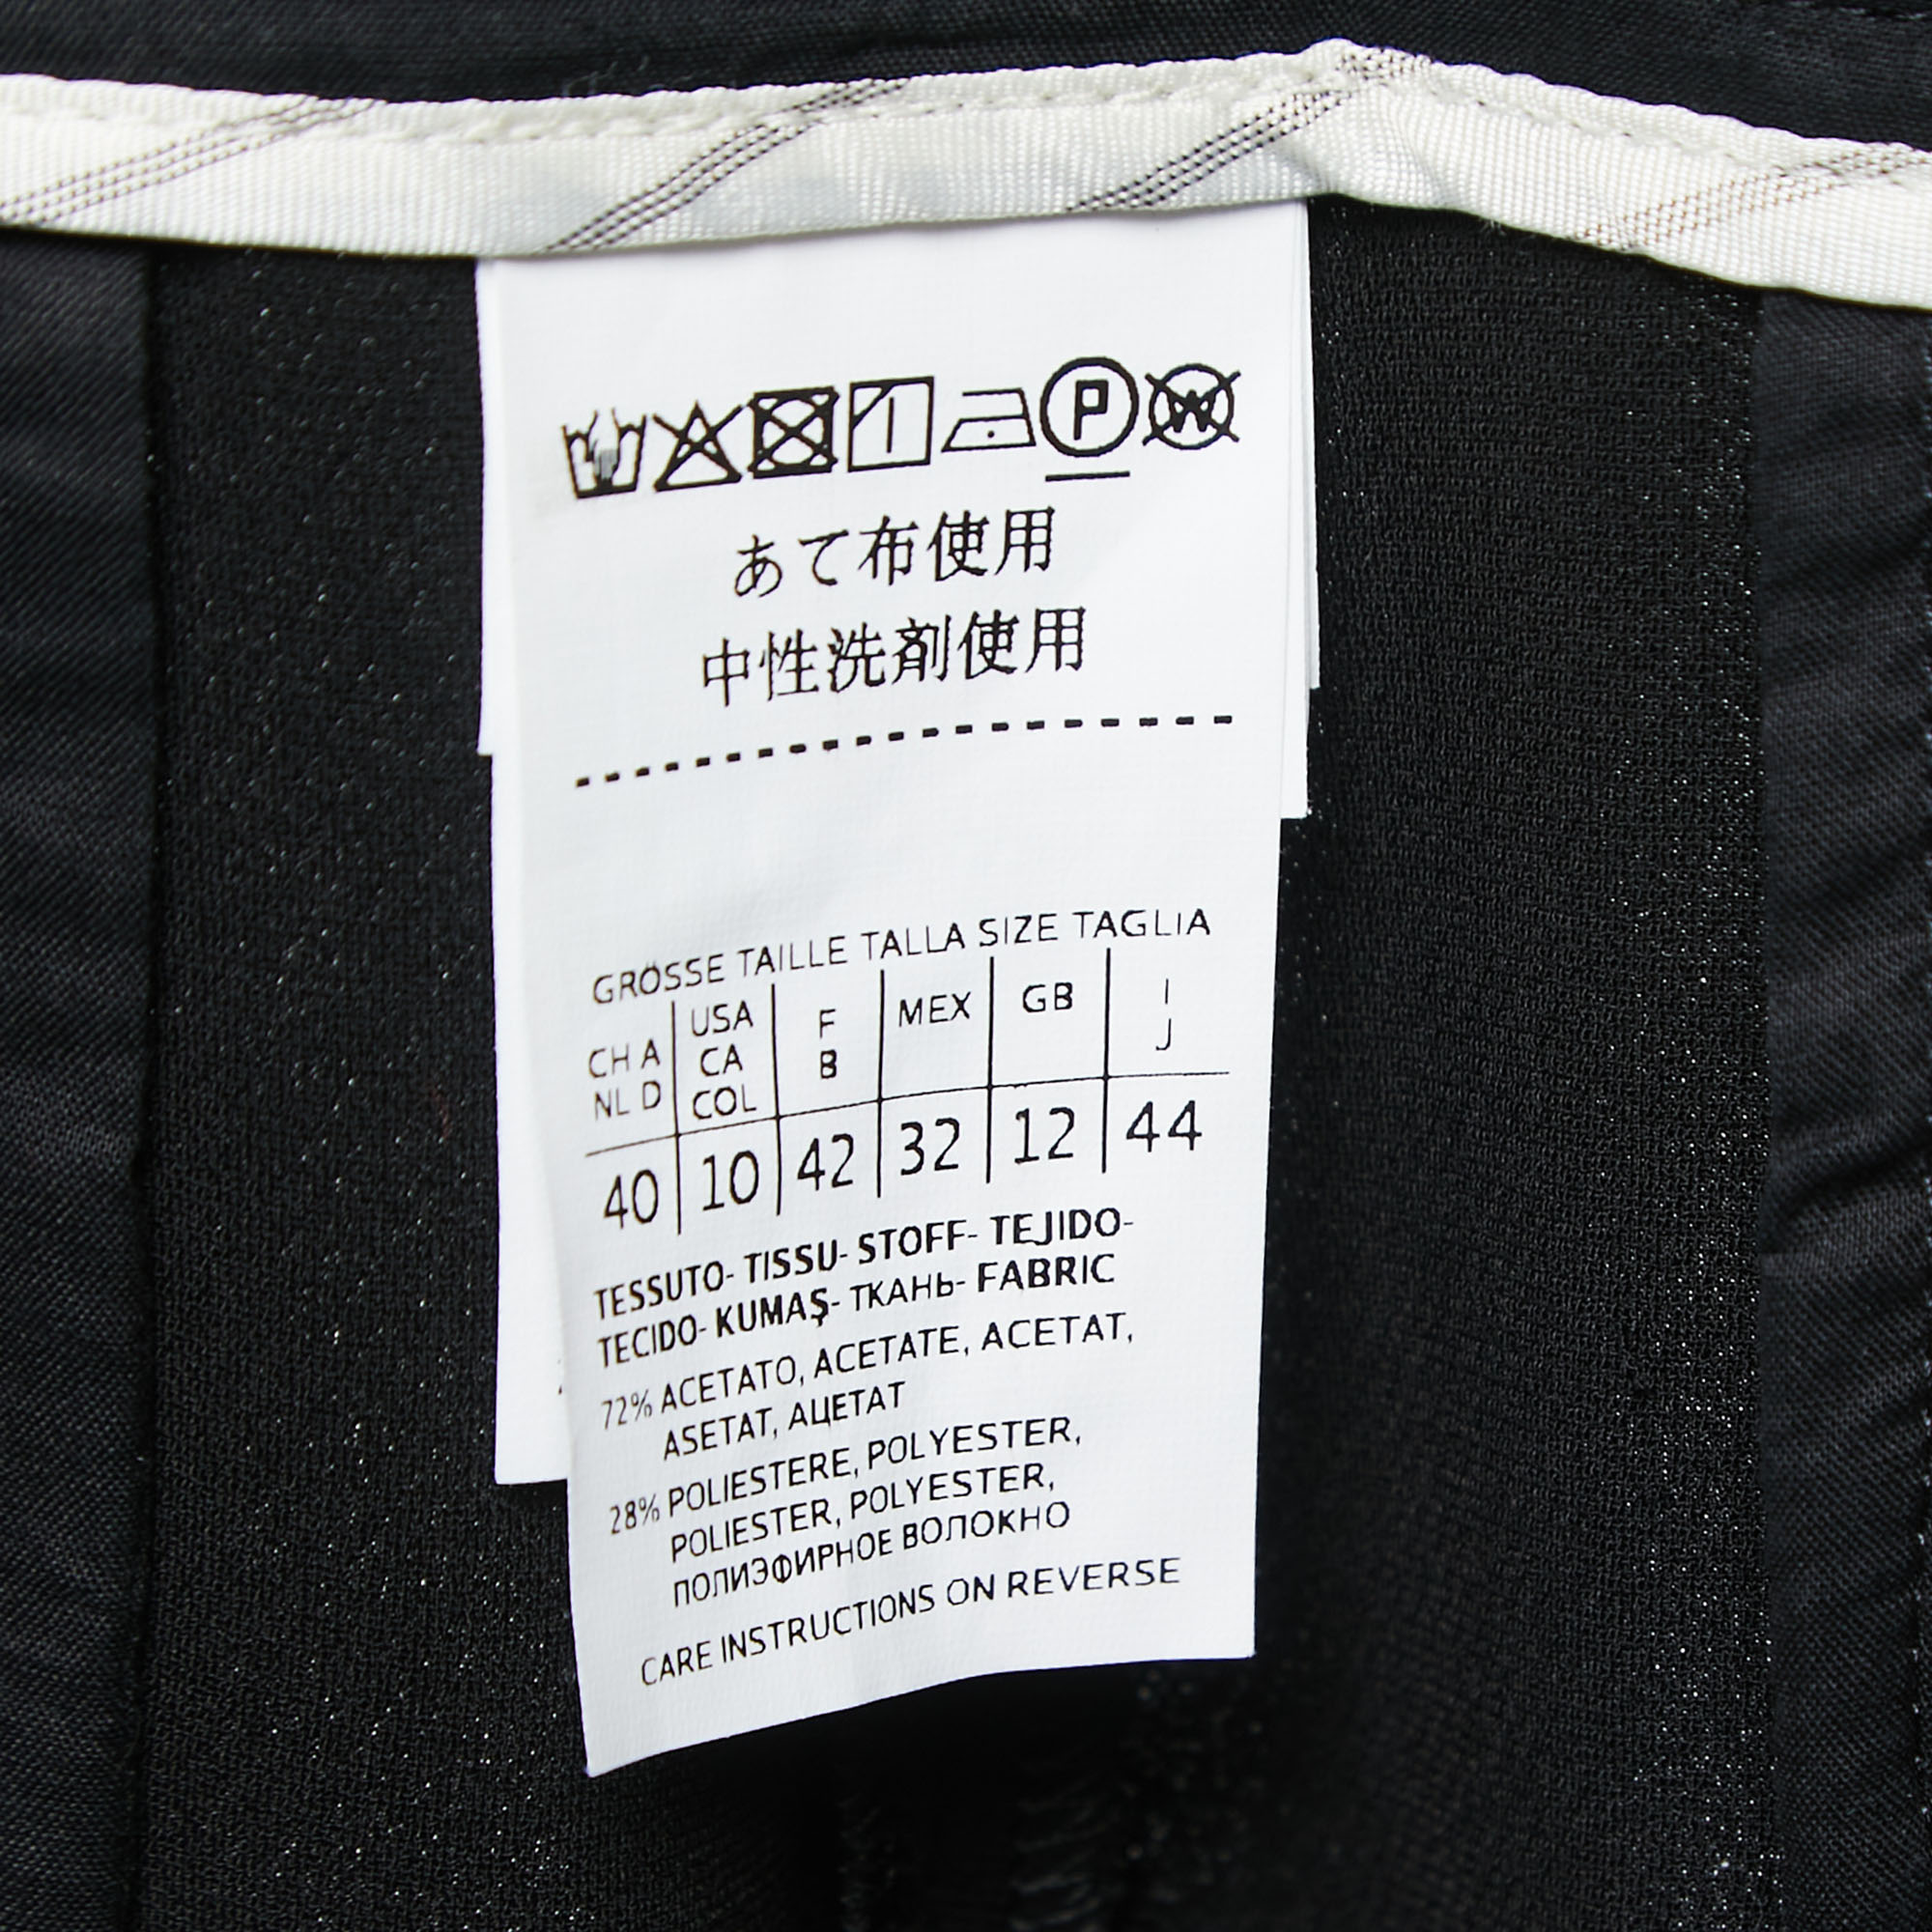 P W
あて布使用
中性洗剤使用
GRÖSSE TAILLE TALLA SIZE TAGLIA
CH A NL D | USA CA COL | F B | MEX | GB | I J
40 | 10 | 42 | 32 | 12 | 44
TESSUTO- TISSU- STOFF- TEJIDO-
TECIDO- KUMAŞ- ТКАНЬ- FABRIC
72% ACETATO, ACETATE, ACETAT,
ASETAT, АЦЕТАТ
28% POLIESTERE, POLYESTER,
POLIESTER, POLYESTER,
ПОЛИЭФИРНОЕ ВОЛОКНО
CARE INSTRUCTIONS ON REVERSE